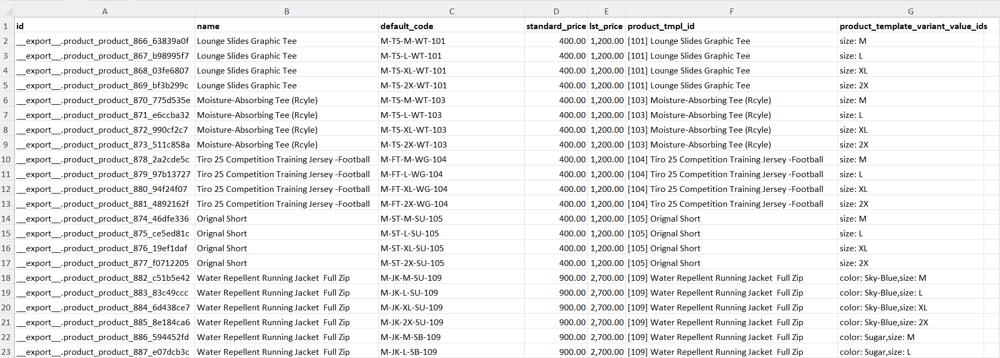 A B C D E F G
1 id name default_code standard_price lst_price product_tmpl_id product_template_variant_value_ids
2 __export__.product_product_866_63839a0f Lounge Slides Graphic Tee M-TS-M-WT-101 400.00 1,200.00 [101] Lounge Slides Graphic Tee size: M
3 __export__.product_product_867_b98995f7 Lounge Slides Graphic Tee M-TS-L-WT-101 400.00 1,200.00 [101] Lounge Slides Graphic Tee size: L
4 __export__.product_product_868_03fe6807 Lounge Slides Graphic Tee M-TS-XL-WT-101 400.00 1,200.00 [101] Lounge Slides Graphic Tee size: XL
5 __export__.product_product_869_bf3b299c Lounge Slides Graphic Tee M-TS-2X-WT-101 400.00 1,200.00 [101] Lounge Slides Graphic Tee size: 2X
6 __export__.product_product_870_775d535e Moisture-Absorbing Tee (Rcyle) M-TS-M-WT-103 400.00 1,200.00 [103] Moisture-Absorbing Tee (Rcyle) size: M
7 __export__.product_product_871_e6ccba32 Moisture-Absorbing Tee (Rcyle) M-TS-L-WT-103 400.00 1,200.00 [103] Moisture-Absorbing Tee (Rcyle) size: L
8 __export__.product_product_872_990cf2c7 Moisture-Absorbing Tee (Rcyle) M-TS-XL-WT-103 400.00 1,200.00 [103] Moisture-Absorbing Tee (Rcyle) size: XL
9 __export__.product_product_873_511c858a Moisture-Absorbing Tee (Rcyle) M-TS-2X-WT-103 400.00 1,200.00 [103] Moisture-Absorbing Tee (Rcyle) size: 2X
10 __export__.product_product_878_2a2cde5c Tiro 25 Competition Training Jersey -Football M-FT-M-WG-104 400.00 1,200.00 [104] Tiro 25 Competition Training Jersey -Football size: M
11 __export__.product_product_879_97b13727 Tiro 25 Competition Training Jersey -Football M-FT-L-WG-104 400.00 1,200.00 [104] Tiro 25 Competition Training Jersey -Football size: L
12 __export__.product_product_880_94f24f07 Tiro 25 Competition Training Jersey -Football M-FT-XL-WG-104 400.00 1,200.00 [104] Tiro 25 Competition Training Jersey -Football size: XL
13 __export__.product_product_881_4892162f Tiro 25 Competition Training Jersey -Football M-FT-2X-WG-104 400.00 1,200.00 [104] Tiro 25 Competition Training Jersey -Football size: 2X
14 __export__.product_product_874_46dfe336 Orignal Short M-ST-M-SU-105 400.00 1,200.00 [105] Orignal Short size: M
15 __export__.product_product_875_ce5ed81c Orignal Short M-ST-L-SU-105 400.00 1,200.00 [105] Orignal Short size: L
16 __export__.product_product_876_19ef1daf Orignal Short M-ST-XL-SU-105 400.00 1,200.00 [105] Orignal Short size: XL
17 __export__.product_product_877_f0712205 Orignal Short M-ST-2X-SU-105 400.00 1,200.00 [105] Orignal Short size: 2X
18 __export__.product_product_882_c51b5e42 Water Repellent Running Jacket  Full Zip M-JK-M-SU-109 900.00 2,700.00 [109] Water Repellent Running Jacket  Full Zip color: Sky-Blue,size: M
19 __export__.product_product_883_83c49ccc Water Repellent Running Jacket  Full Zip M-JK-L-SU-109 900.00 2,700.00 [109] Water Repellent Running Jacket  Full Zip color: Sky-Blue,size: L
20 __export__.product_product_884_6d438ce7 Water Repellent Running Jacket  Full Zip M-JK-XL-SU-109 900.00 2,700.00 [109] Water Repellent Running Jacket  Full Zip color: Sky-Blue,size: XL
21 __export__.product_product_885_8e184ca6 Water Repellent Running Jacket  Full Zip M-JK-2X-SU-109 900.00 2,700.00 [109] Water Repellent Running Jacket  Full Zip color: Sky-Blue,size: 2X
22 __export__.product_product_886_594452fd Water Repellent Running Jacket  Full Zip M-JK-M-SB-109 900.00 2,700.00 [109] Water Repellent Running Jacket  Full Zip color: Sugar,size: M
23 __export__.product_product_887_e07dcb3c Water Repellent Running Jacket  Full Zip M-JK-L-SB-109 900.00 2,700.00 [109] Water Repellent Running Jacket  Full Zip color: Sugar,size: L